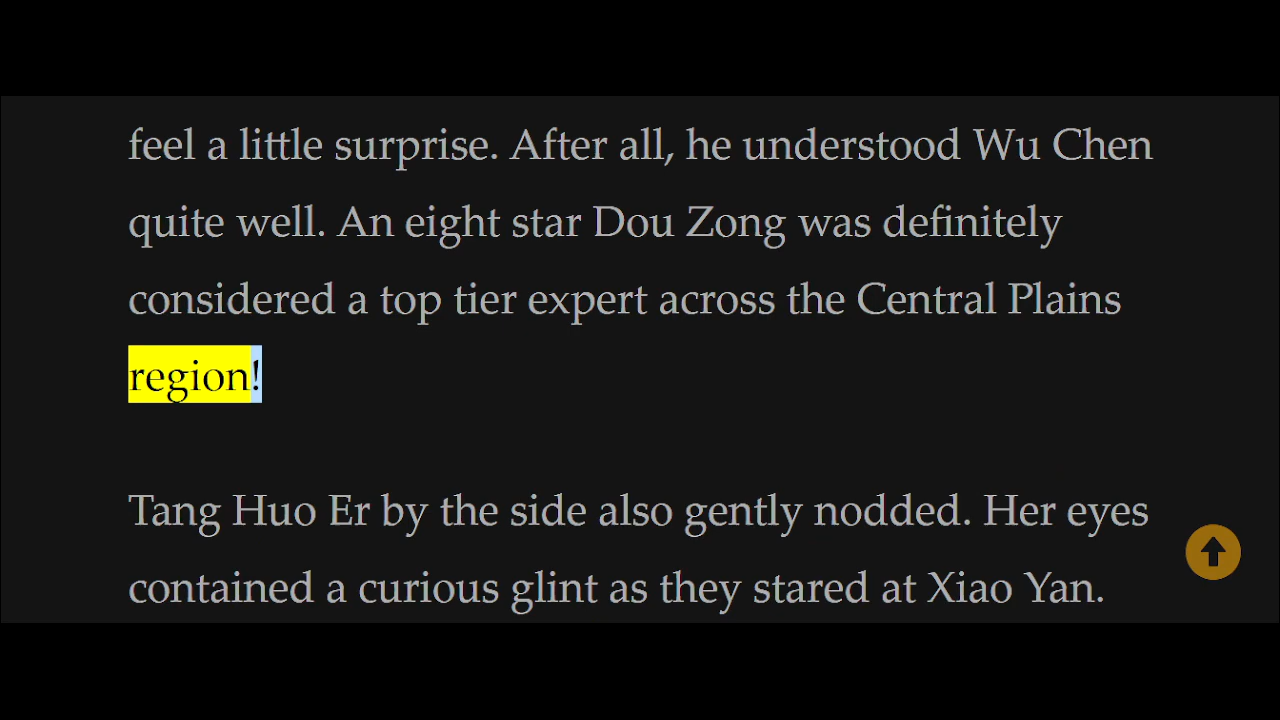 feel a little surprise. After all, he understood Wu Chen
quite well. An eight star Dou Zong was definitely
considered a top tier expert across the Central Plains
region!
Tang Huo Er by the side also gently nodded. Her eyes
contained a curious glint as they stared at Xiao Yan.